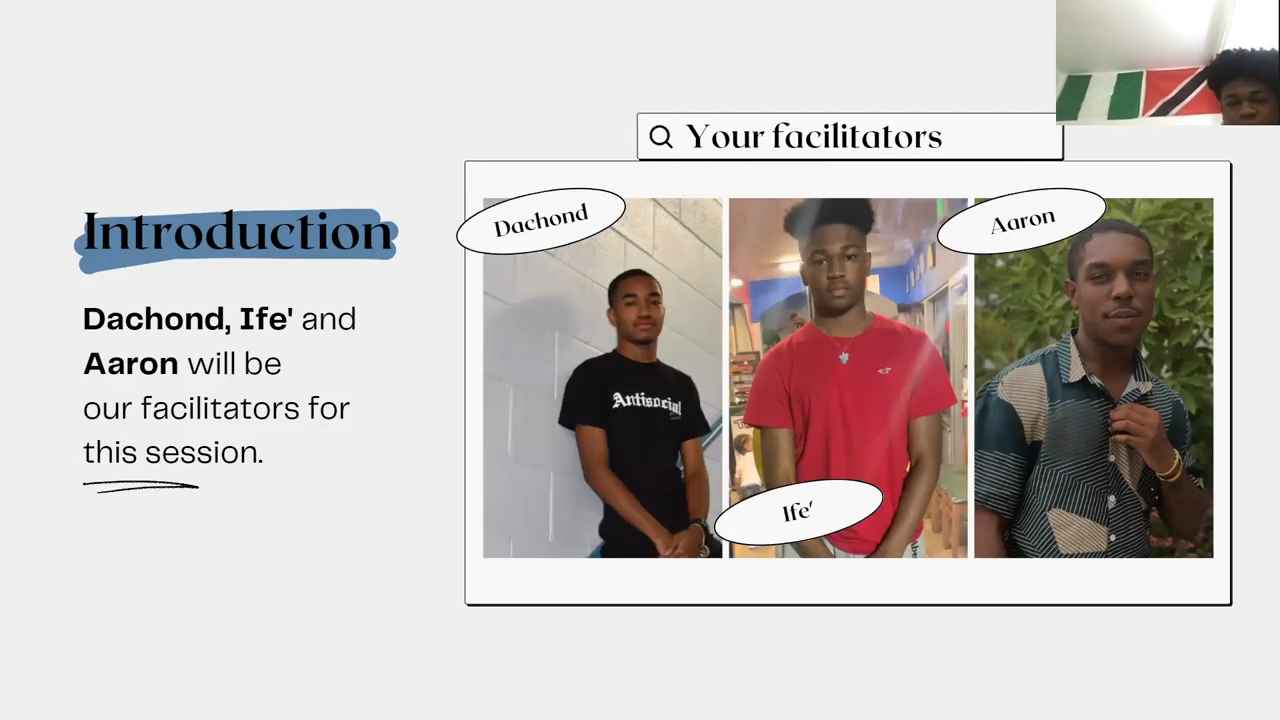 Your facilitators
Introduction
Dachond, Ife' and
Aaron will be
our facilitators for
this session.
Dachond
Aaron
Antisocial
Ife'